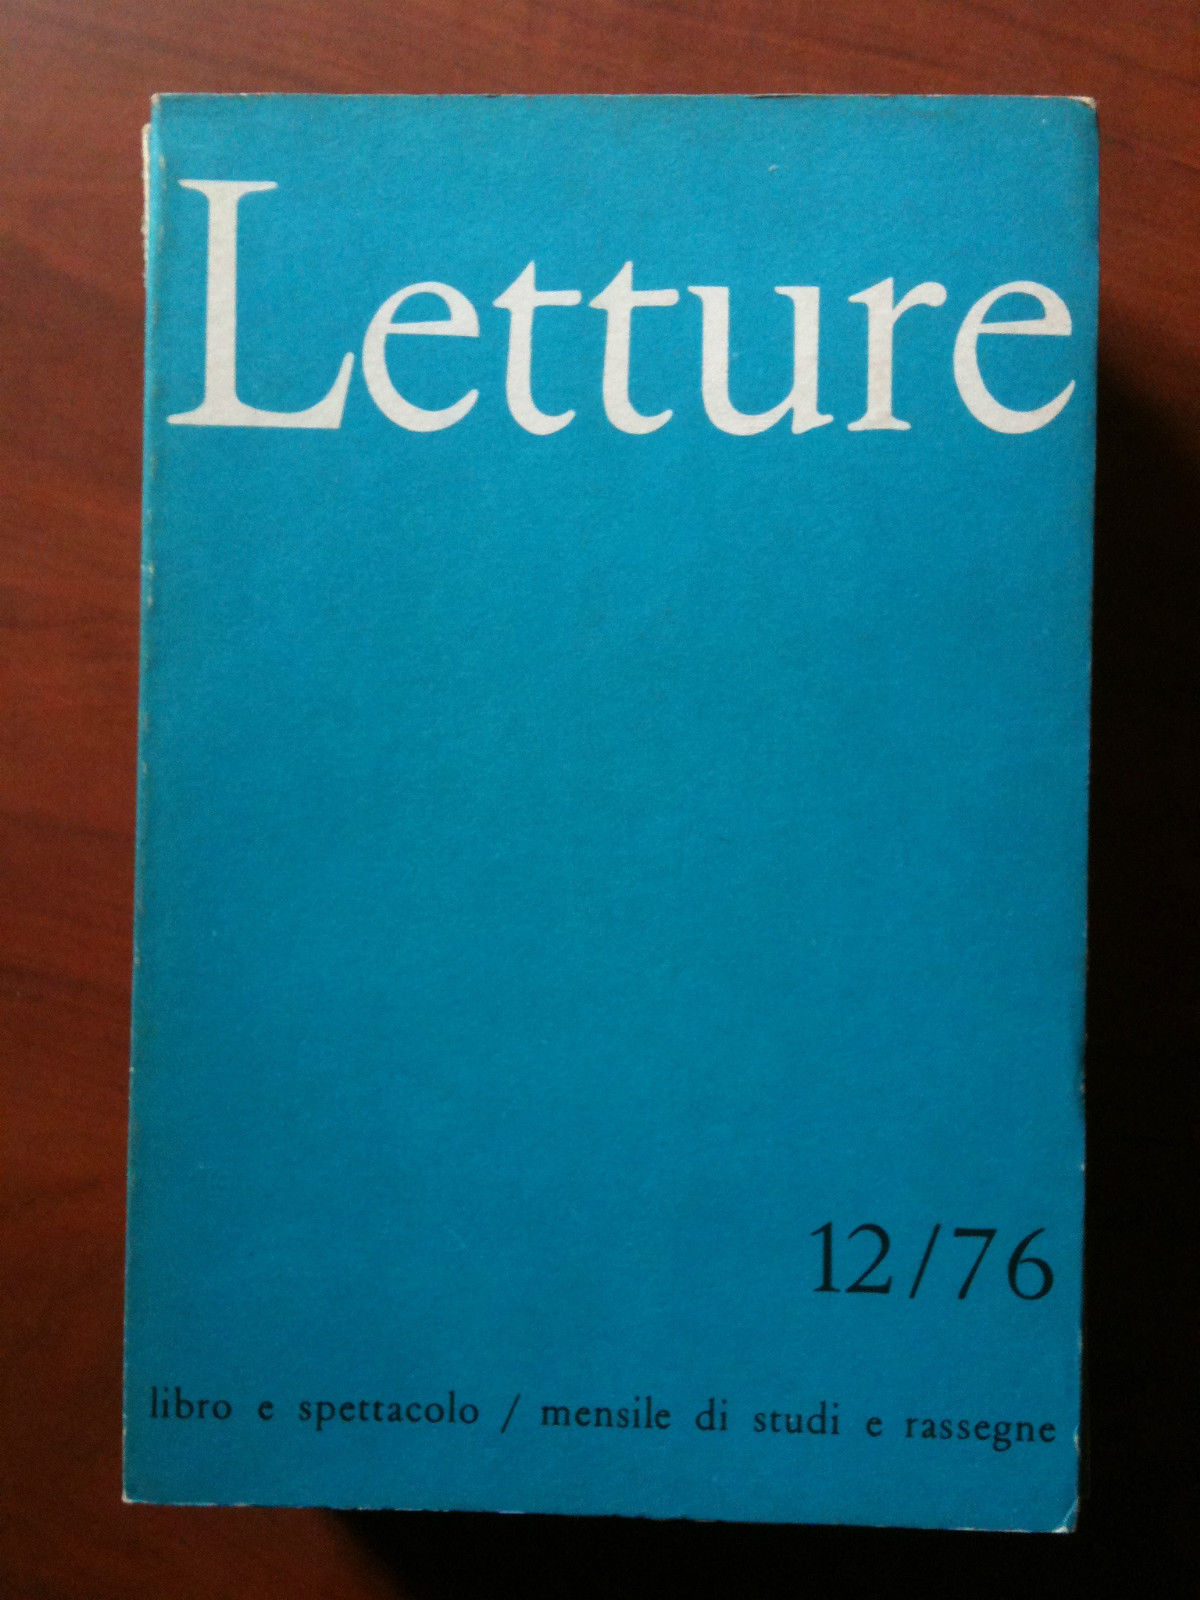 Letture
12/76
libro e spettacolo / mensile di studi e rassegne